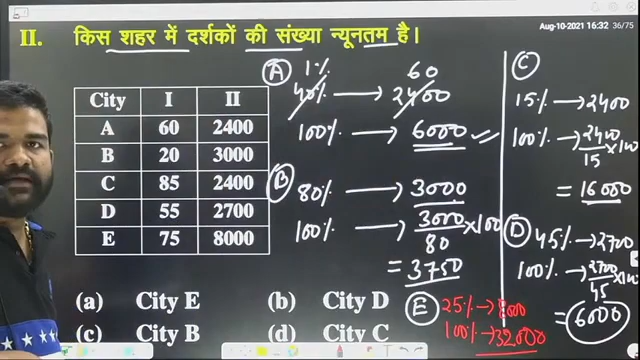 Aug-10-2021 16:32 36/75
II. किस शहर में दर्शकों की संख्या न्यूनतम है।
City I II
A 60 2400
B 20 3000
C 85 2400
D 55 2700
E 75 8000
(a) City E (b) City D
(c) City B (d) City C
A
1% 60
40% → 2400
100% → 6000
B
80% → 3000
100% → 3000/80 × 100
= 3750
C
15% → 2400
100% → 2400/15 × 100
= 16000
D
45% → 2700
100% → 2700/45 × 100
= 6000
E
25% → 8000
100% → 32000